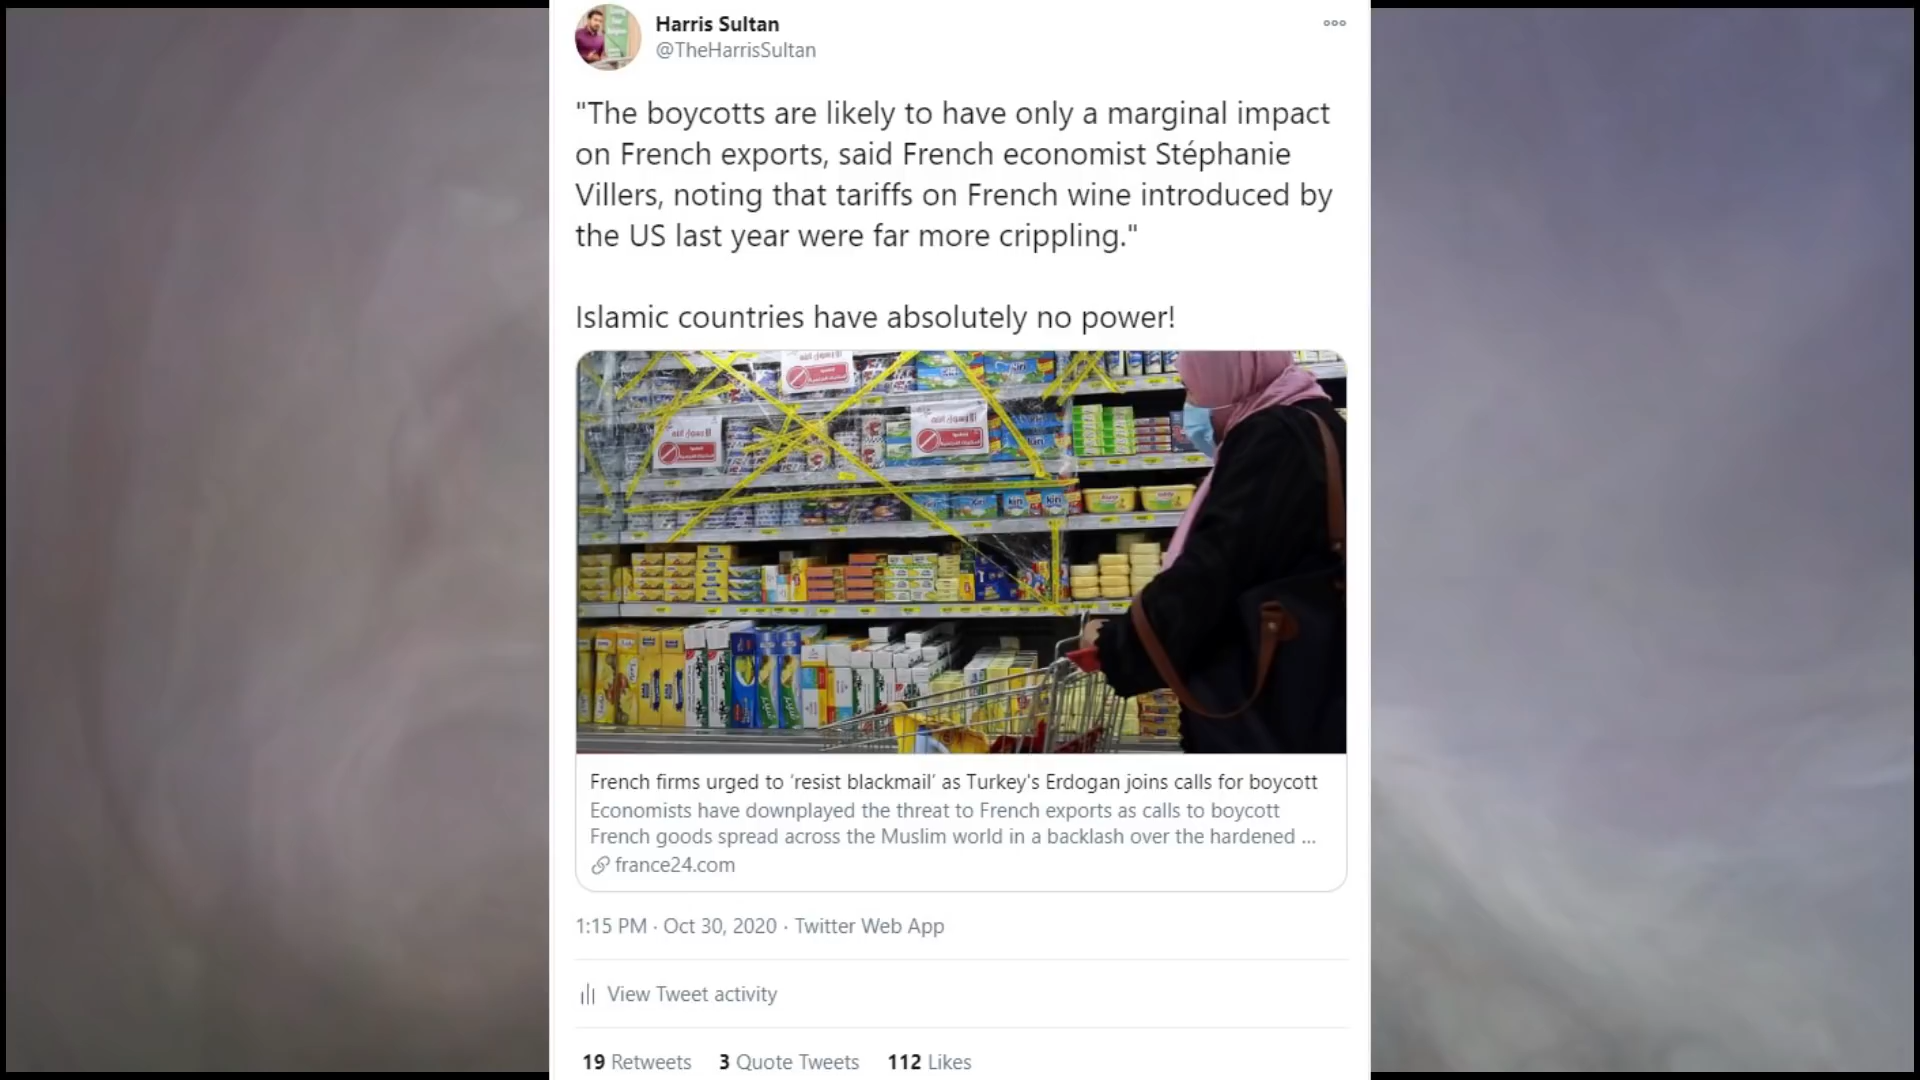 Harris Sultan
@TheHarrisSultan
"The boycotts are likely to have only a marginal impact
on French exports, said French economist Stéphanie
Villers, noting that tariffs on French wine introduced by
the US last year were far more crippling."
Islamic countries have absolutely no power!
kiri
kiri
kiri
kiri
French firms urged to ‘resist blackmail’ as Turkey's Erdogan joins calls for boycott
Economists have downplayed the threat to French exports as calls to boycott
French goods spread across the Muslim world in a backlash over the hardened ...
france24.com
1:15 PM · Oct 30, 2020 · Twitter Web App
View Tweet activity
19 Retweets 3 Quote Tweets 112 Likes